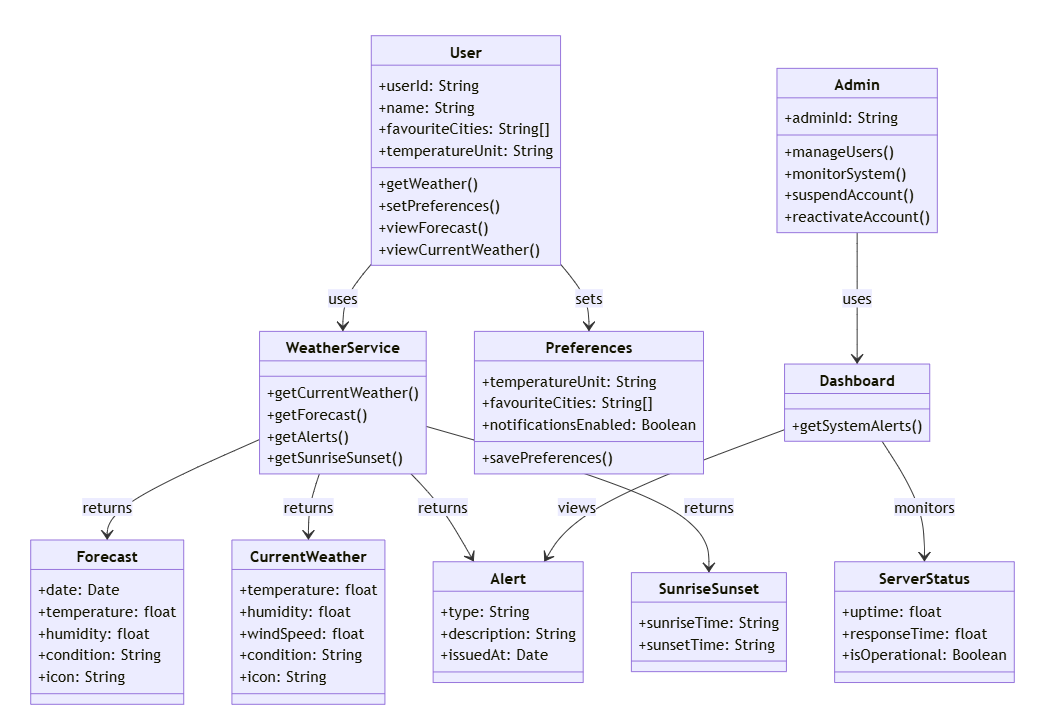 User
+userId: String
+name: String
+favouriteCities: String[]
+temperatureUnit: String
+getWeather()
+setPreferences()
+viewForecast()
+viewCurrentWeather()
Admin
+adminId: String
+manageUsers()
+monitorSystem()
+suspendAccount()
+reactivateAccount()
uses
sets
uses
WeatherService
+getCurrentWeather()
+getForecast()
+getAlerts()
+getSunriseSunset()
Preferences
+temperatureUnit: String
+favouriteCities: String[]
+notificationsEnabled: Boolean
+savePreferences()
Dashboard
+getSystemAlerts()
returns
returns
returns
views
returns
monitors
Forecast
+date: Date
+temperature: float
+humidity: float
+condition: String
+icon: String
CurrentWeather
+temperature: float
+humidity: float
+windSpeed: float
+condition: String
+icon: String
Alert
+type: String
+description: String
+issuedAt: Date
SunriseSunset
+sunriseTime: String
+sunsetTime: String
ServerStatus
+uptime: float
+responseTime: float
+isOperational: Boolean